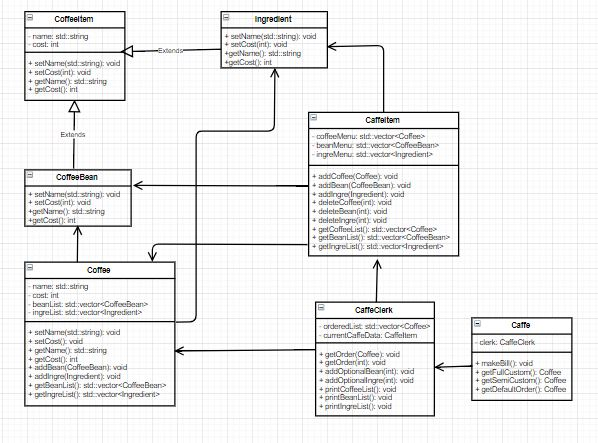 CoffeeItem
- name: std::string
- cost: int
+ setName(std::string): void
+ setCost(int): void
+ getName(): std::string
+ getCost(): int
Extends
Ingredient
+ setName(std::string): void
+ setCost(int): void
+getName(): std::string
+getCost(): int
Extends
CaffeItem
- coffeeMenu: std::vector<Coffee>
- beanMenu: std::vector<CoffeeBean>
- ingreMenu: std::vector<Ingredient>
+ addCoffee(Coffee): void
+ addBean(CoffeeBean): void
+ addIngre(Ingredient): void
+ deleteCoffee(int): void
+ deleteBean(int): void
+ deleteIngre(int): void
+ getCoffeeList(): std::vector<Coffee>
+ getBeanList(): std::vector<CoffeeBean>
+ getIngreList(): std::vector<Ingredient>
CoffeeBean
+ setName(std::string): void
+ setCost(int): void
+getName(): std::string
+getCost(): int
Coffee
- name: std::string
- cost: int
- beanList: std::vector<CoffeeBean>
- ingreList: std::vector<Ingredient>
+ setName(std::string): void
+ setCost(): void
+ getName(): std::string
+ getCost(): int
+ addBean(CoffeeBean): void
+ addIngre(Ingredient): void
+ getBeanList(): std::vector<CoffeeBean>
+ getIngreList(): std::vector<Ingredient>
CaffeClerk
- orderedList: std::vector<Coffee>
- currentCaffeData: CaffeItem
+ getOrder(Coffee): void
+ getOrder(int): void
+ addOptionalBean(int): void
+ addOptionalIngre(int): void
+ printCoffeeList(): void
+ printBeanList(): void
+ printIngreList(): void
Caffe
- clerk: CaffeClerk
+ makeBill(): void
+ getFullCustom(): Coffee
+ getSemiCustom(): Coffee
+ getDefaultOrder(): Coffee